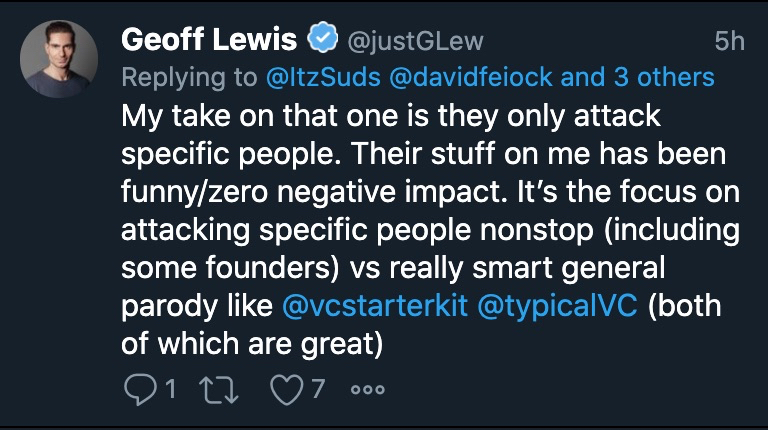 Geoff Lewis @justGLew 5h
Replying to @ItzSuds @davidfeiock and 3 others
My take on that one is they only attack
specific people. Their stuff on me has been
funny/zero negative impact. It’s the focus on
attacking specific people nonstop (including
some founders) vs really smart general
parody like @vcstarterkit @typicalVC (both
of which are great)
1 7